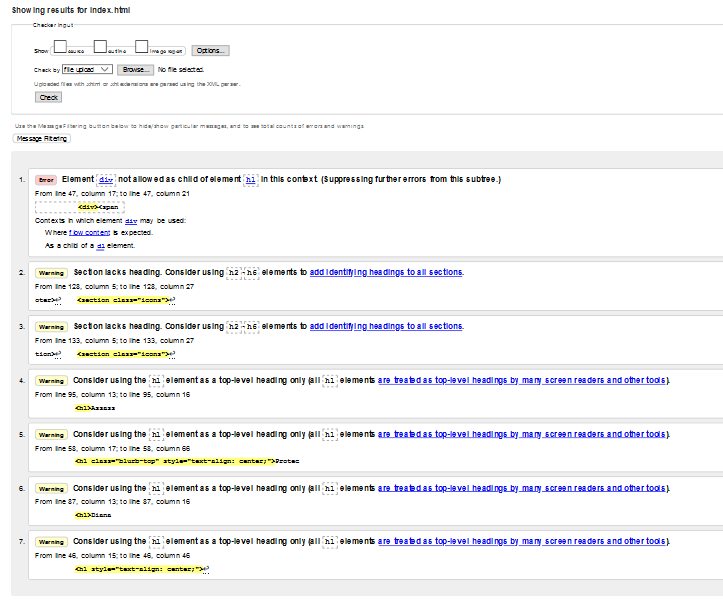 Showing results for index.html
Checker Input
Show source outline image report Options...
Check by file upload Browse... No file selected.
Uploaded files with .xhtml or .xht extensions are parsed using the XML parser.
Check
Use the Message Filtering button below to hide/show particular messages, and to see total counts of errors and warnings.
Message Filtering
1. Error Element div not allowed as child of element h1 in this context. (Suppressing further errors from this subtree.)
From line 47, column 17; to line 47, column 21
<div><span
Contexts in which element div may be used:
Where flow content is expected.
As a child of a dl element.
2. Warning Section lacks heading. Consider using h2-h6 elements to add identifying headings to all sections.
From line 128, column 5; to line 128, column 27
oter>↩ <section class="icons">↩
3. Warning Section lacks heading. Consider using h2-h6 elements to add identifying headings to all sections.
From line 133, column 5; to line 133, column 27
tion>↩ <section class="icons">↩
4. Warning Consider using the h1 element as a top-level heading only (all h1 elements are treated as top-level headings by many screen readers and other tools).
From line 95, column 13; to line 95, column 16
<h1>Assass
5. Warning Consider using the h1 element as a top-level heading only (all h1 elements are treated as top-level headings by many screen readers and other tools).
From line 58, column 17; to line 58, column 66
<h1 class="blurb-top" style="text-align: center;">Protec
6. Warning Consider using the h1 element as a top-level heading only (all h1 elements are treated as top-level headings by many screen readers and other tools).
From line 87, column 13; to line 87, column 16
<h1>Diana
7. Warning Consider using the h1 element as a top-level heading only (all h1 elements are treated as top-level headings by many screen readers and other tools).
From line 46, column 15; to line 46, column 46
<h1 style="text-align: center;">↩